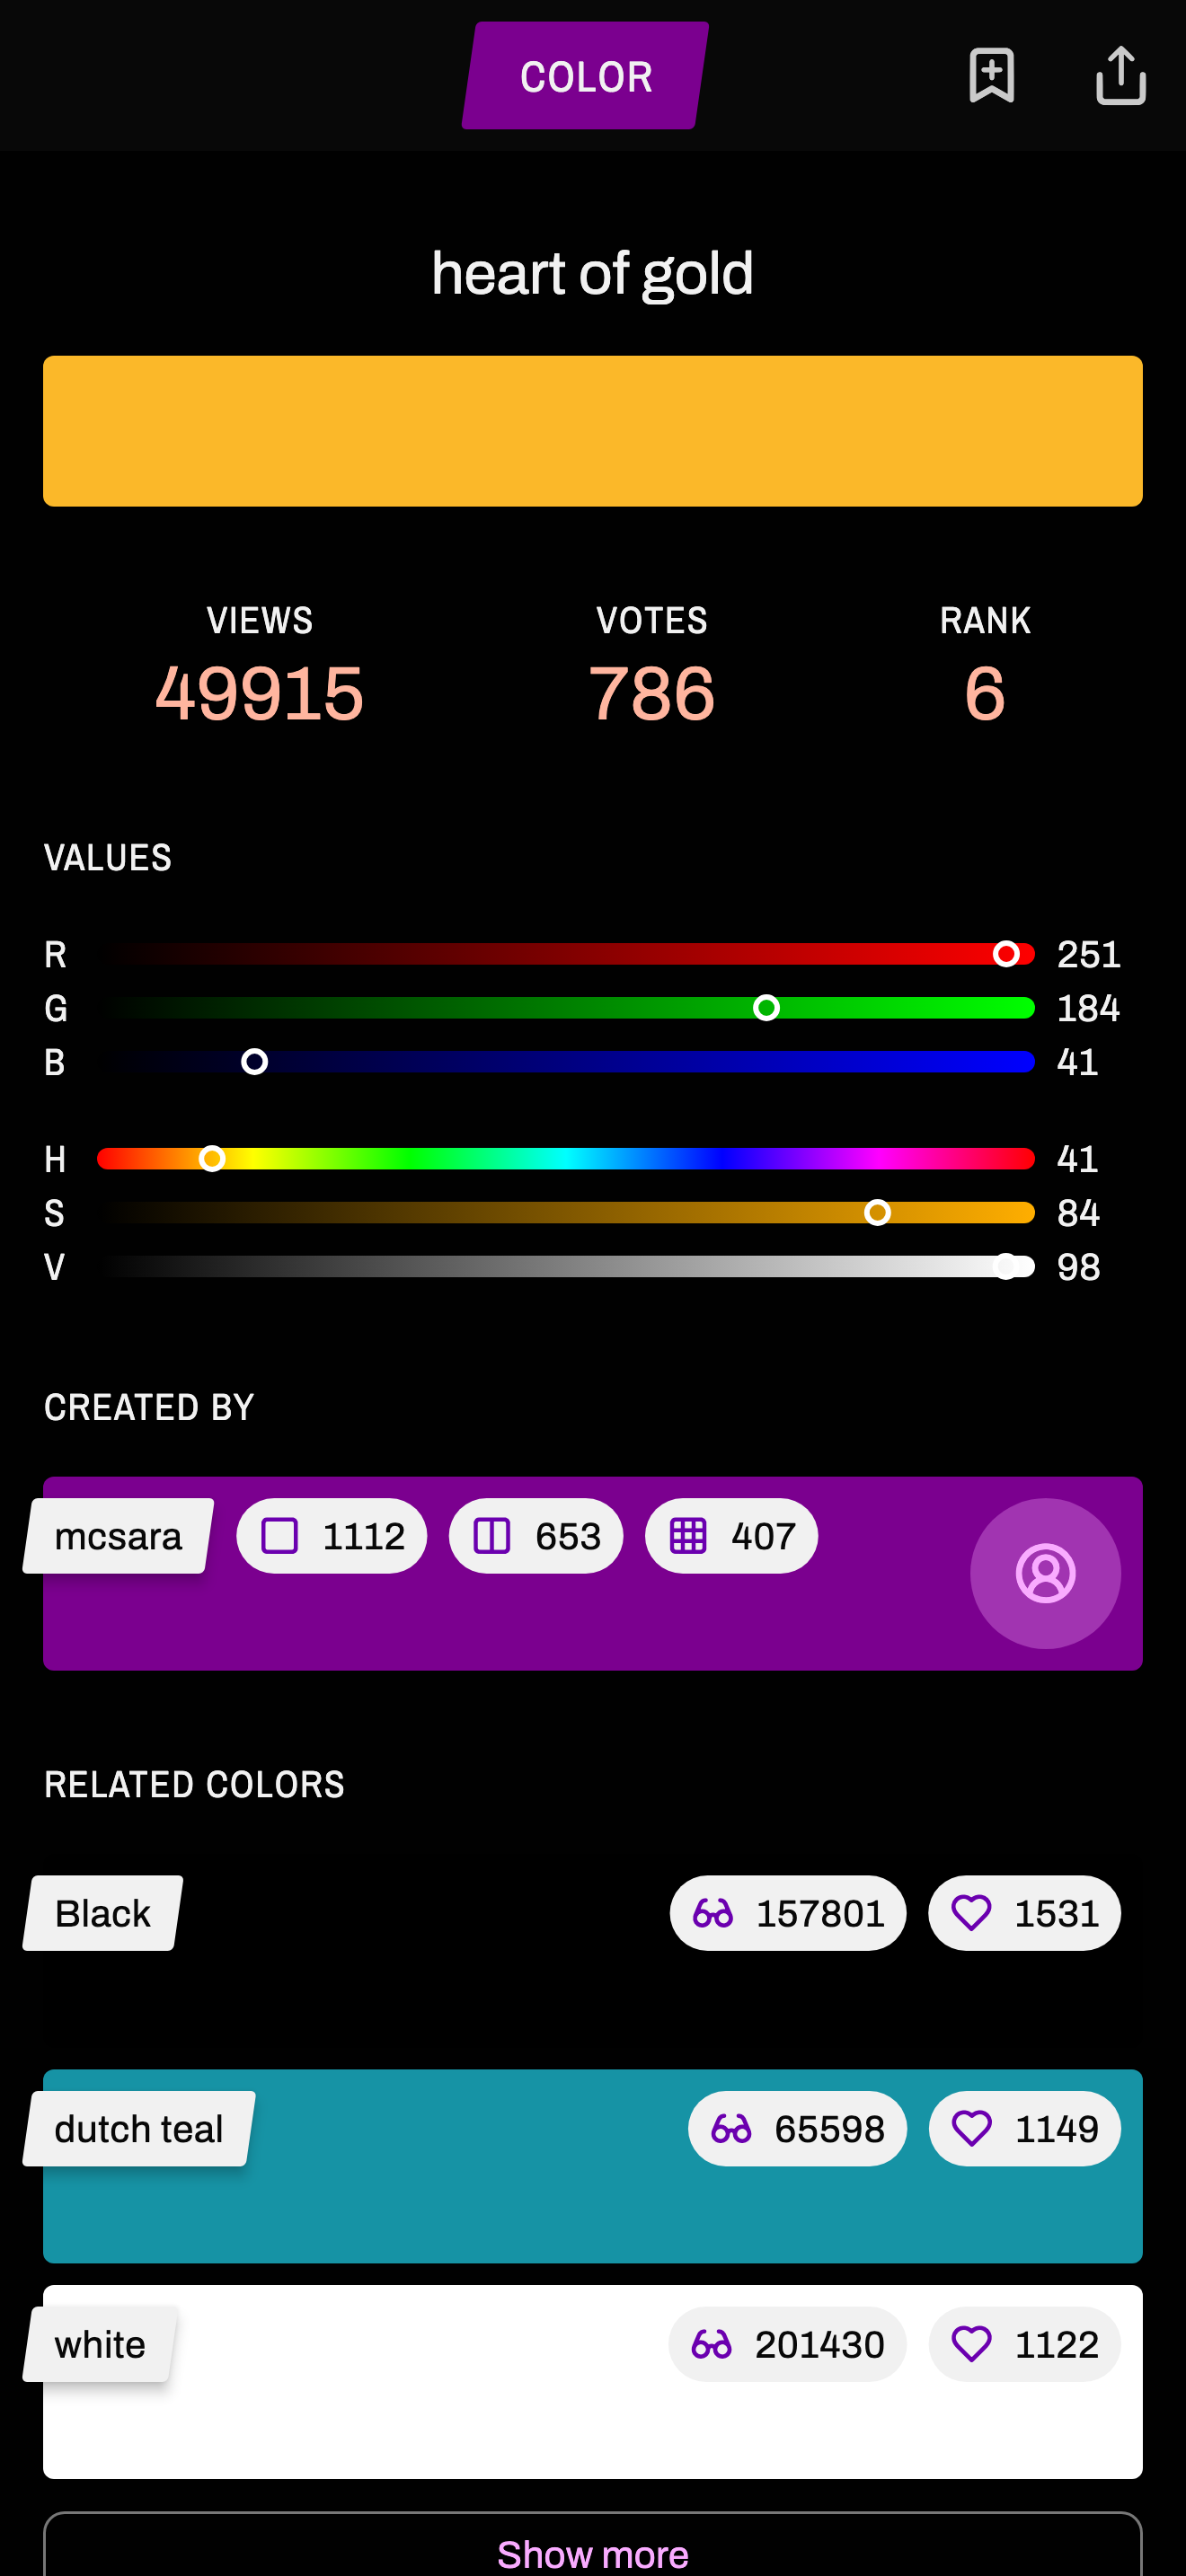 COLOR
heart of gold
VIEWS VOTES RANK
49915 786 6
VALUES
R 251
G 184
B 41
H 41
S 84
V 98
CREATED BY
mcsara 1112 653 407
RELATED COLORS
Black 157801 1531
dutch teal 65598 1149
white 201430 1122
Show more